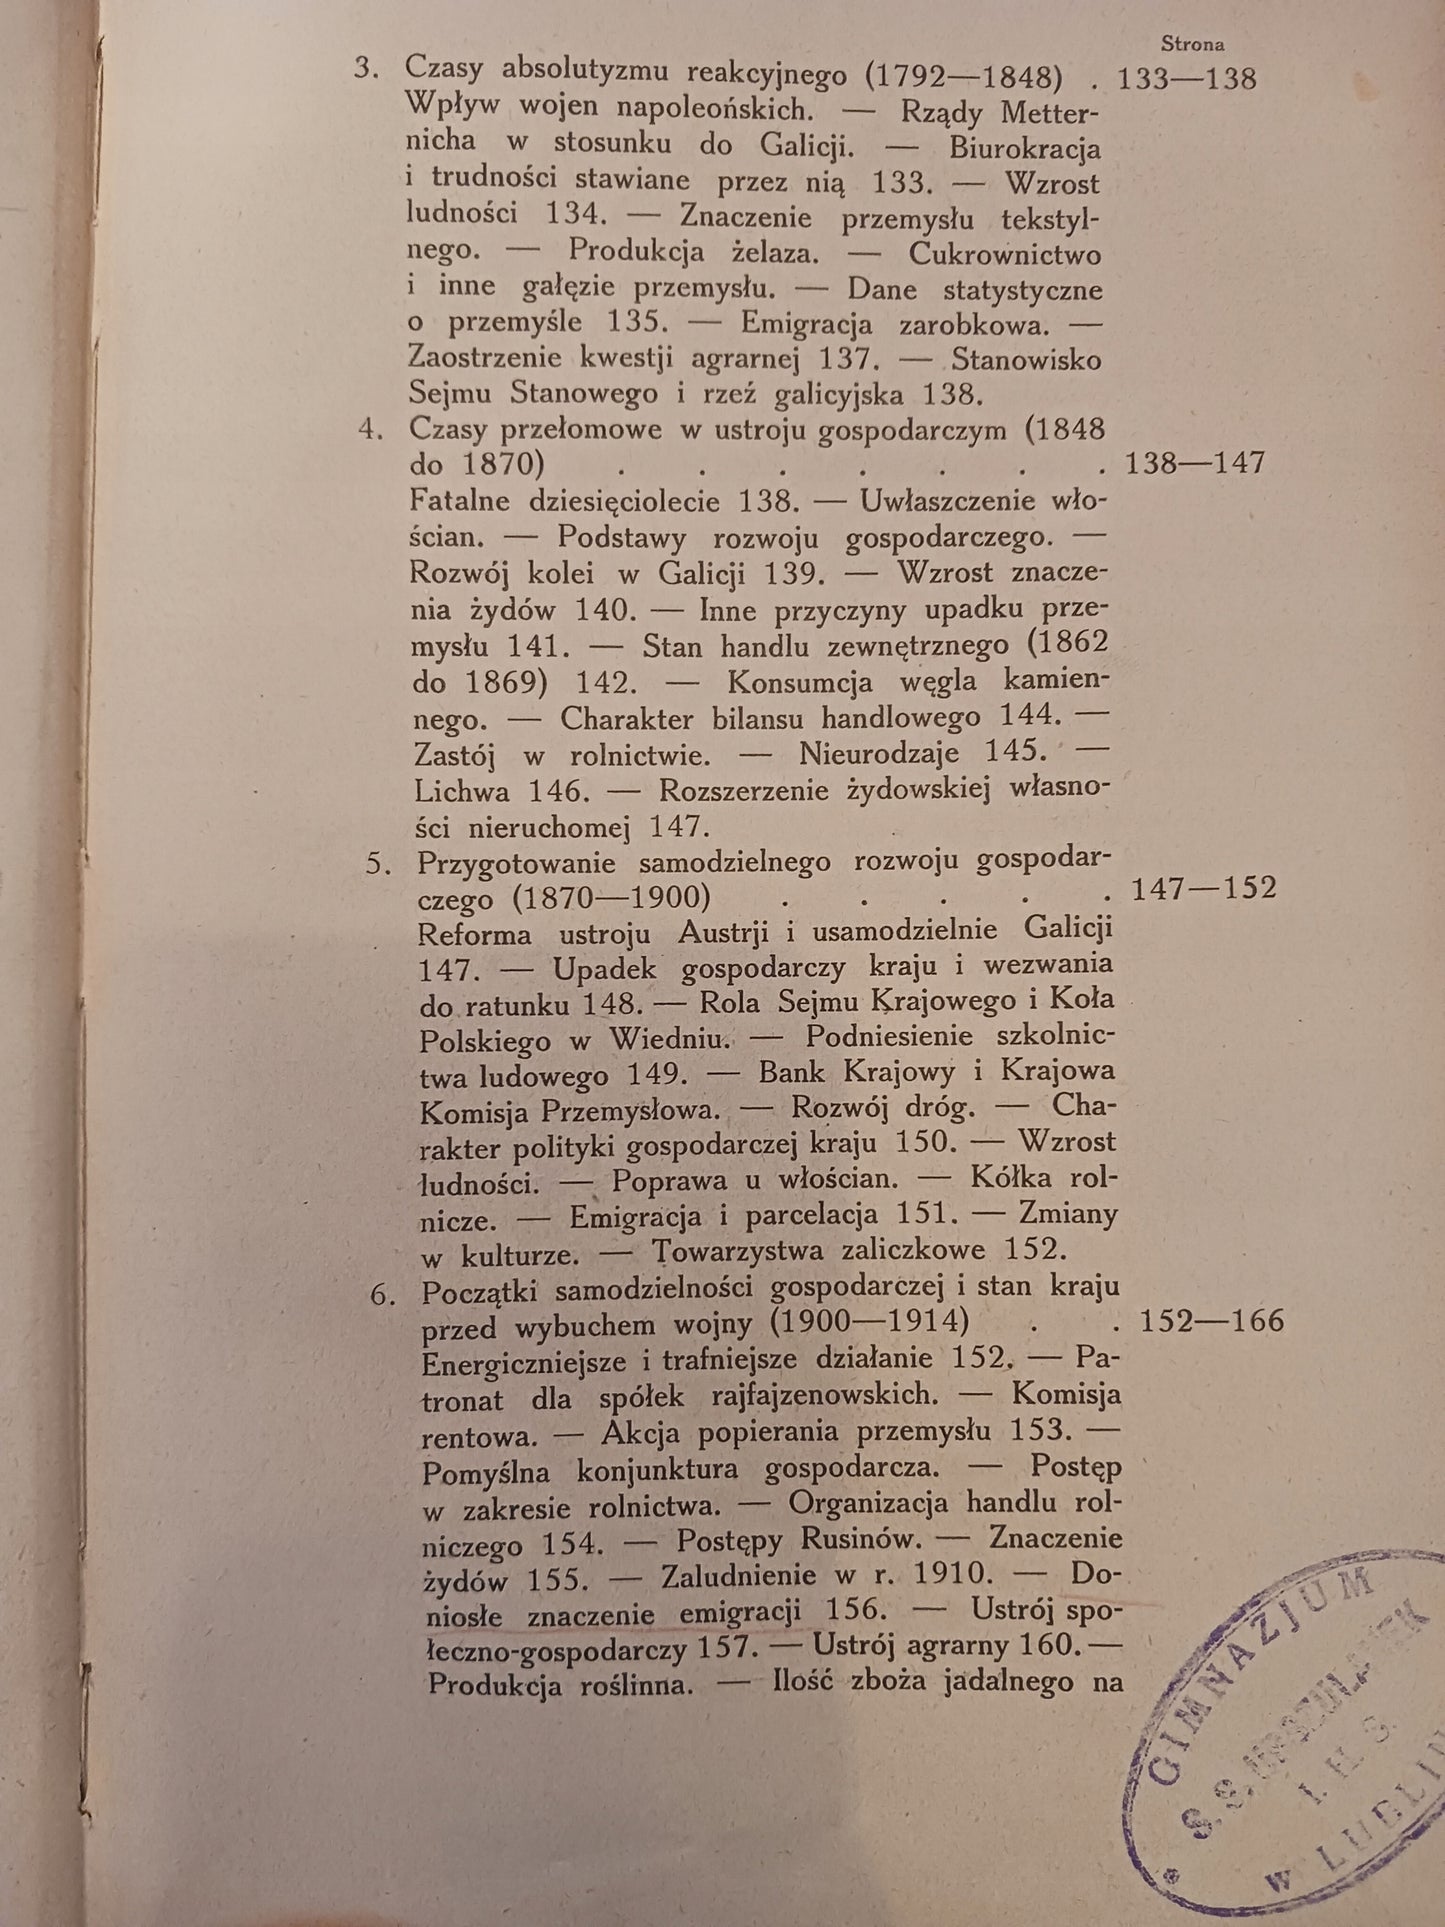 Strona
3. Czasy absolutyzmu reakcyjnego (1792—1848) . 133—138
Wpływ wojen napoleońskich. — Rządy Metter-
nicha w stosunku do Galicji. — Biurokracja
i trudności stawiane przez nią 133. — Wzrost
ludności 134. — Znaczenie przemysłu tekstyl-
nego. — Produkcja żelaza. — Cukrownictwo
i inne gałęzie przemysłu. — Dane statystyczne
o przemyśle 135. — Emigracja zarobkowa. —
Zaostrzenie kwestji agrarnej 137. — Stanowisko
Sejmu Stanowego i rzeź galicyjska 138.
4. Czasy przełomowe w ustroju gospodarczym (1848
do 1870) . . . . . . . 138—147
Fatalne dziesięciolecie 138. — Uwłaszczenie wło-
ścian. — Podstawy rozwoju gospodarczego. —
Rozwój kolei w Galicji 139. — Wzrost znacze-
nia żydów 140. — Inne przyczyny upadku prze-
mysłu 141. — Stan handlu zewnętrznego (1862
do 1869) 142. — Konsumcja węgla kamien-
nego. — Charakter bilansu handlowego 144. —
Zastój w rolnictwie. — Nieurodzaje 145. —
Lichwa 146. — Rozszerzenie żydowskiej własno-
ści nieruchomej 147.
5. Przygotowanie samodzielnego rozwoju gospodar-
czego (1870—1900) . . . . . 147—152
Reforma ustroju Austrji i usamodzielnie Galicji
147. — Upadek gospodarczy kraju i wezwania
do ratunku 148. — Rola Sejmu Krajowego i Koła
Polskiego w Wiedniu. — Podniesienie szkolnic-
twa ludowego 149. — Bank Krajowy i Krajowa
Komisja Przemysłowa. — Rozwój dróg. — Cha-
rakter polityki gospodarczej kraju 150. — Wzrost
ludności. — Poprawa u włościan. — Kółka rol-
nicze. — Emigracja i parcelacja 151. — Zmiany
w kulturze. — Towarzystwa zaliczkowe 152.
6. Początki samodzielności gospodarczej i stan kraju
przed wybuchem wojny (1900—1914) . . 152—166
Energiczniejsze i trafniejsze działanie 152. — Pa-
tronat dla spółek rajfajzenowskich. — Komisja
rentowa. — Akcja popierania przemysłu 153. —
Pomyślna konjunktura gospodarcza. — Postęp
w zakresie rolnictwa. — Organizacja handlu rol-
niczego 154. — Postępy Rusinów. — Znaczenie
żydów 155. — Zaludnienie w r. 1910. — Do-
niosłe znaczenie emigracji 156. — Ustrój spo-
łeczno-gospodarczy 157. — Ustrój agrarny 160. —
Produkcja roślinna. — Ilość zboża jadalnego na
GIMNAZJUM
S.S. URSZULANEK
I. H. S.
W LUBLIN